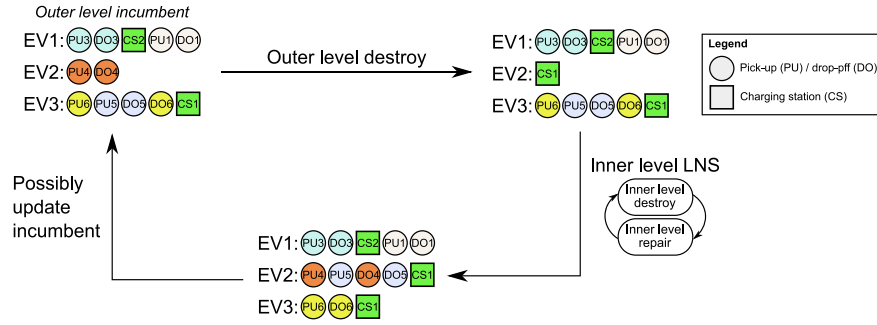 Outer level incumbent
EV1: PU3 DO3 CS2 PU1 DO1
EV2: PU4 DO4
EV3: PU6 PU5 DO5 DO6 CS1
Outer level destroy
EV1: PU3 DO3 CS2 PU1 DO1
EV2: CS1
EV3: PU6 PU5 DO5 DO6 CS1
Legend
Pick-up (PU) / drop-pff (DO)
Charging station (CS)
Inner level LNS
Inner level
destroy
Inner level
repair
Possibly
update
incumbent
EV1: PU3 DO3 CS2 PU1 DO1
EV2: PU4 PU5 DO4 DO5 CS1
EV3: PU6 DO6 CS1